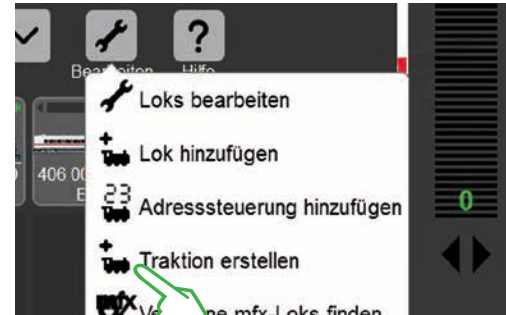 ?
Bearbeiten Hilfe
Loks bearbeiten
406 00
Lok hinzufügen
23 Adresssteuerung hinzufügen
0
Traktion erstellen
mfx ne mfx-Loks finden